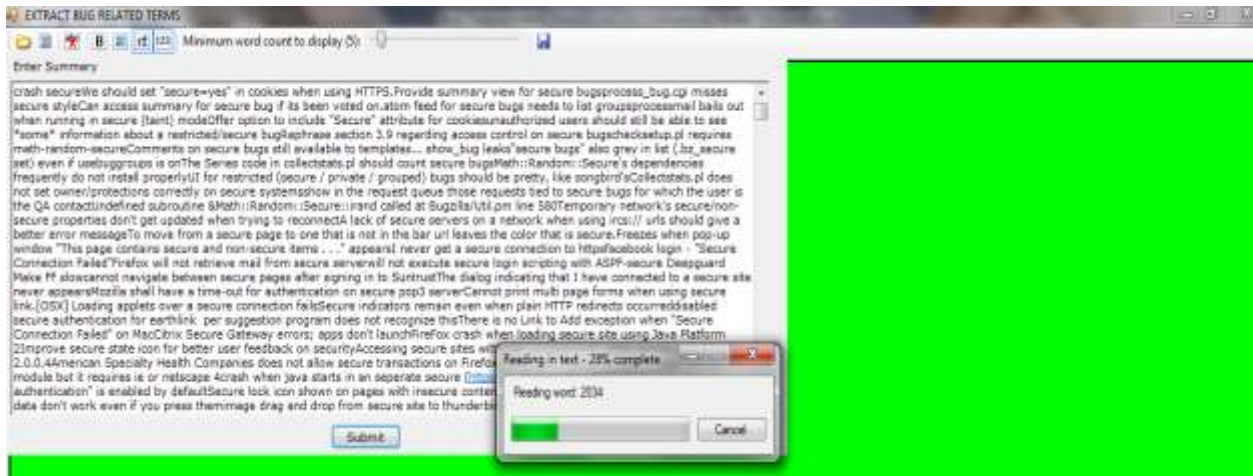 EXTRACT BUG RELATED TERMS
B 123 Minimum word count to display (5):
Enter Summary
crash secureWe should set "secure=yes" in cookies when using HTTPS.Provide summary view for secure bugsprocess_bug.cgi misses
secure styleCan access summary for secure bug if its been voted on.atom feed for secure bugs needs to list groupsprocessmail bails out
when running in secure (taint) modeOffer option to include "Secure" attribute for cookiesunauthorized users should still be able to see
*some* information about a restricted/secure bugRephrase section 3.9 regarding access control on secure bugschecksetup.pl requires
math-random-secureComments on secure bugs still available to templates... show_bug leaks"secure bugs" also grey in list (.bz_secure
set) even if usebuggroups is onThe Series code in collectstats.pl should count secure bugsMath::Random::Secure's dependencies
frequently do not install properlyUI for restricted (secure / private / grouped) bugs should be pretty, like songbird'sCollectstats.pl does
not set owner/protections correctly on secure systemsshow in the request queue those requests tied to secure bugs for which the user is
the QA contactUndefined subroutine &Math::Random::Secure::irand called at Bugzilla/Util.pm line 580Temporary network's secure/non-
secure properties don't get updated when trying to reconnectA lack of secure servers on a network when using ircs:// urls should give a
better error messageTo move from a secure page to one that is not in the bar url leaves the color that is secure.Freezes when pop-up
window "This page contains secure and non-secure items . . ." appearsI never get a secure connection to httpsfacebook login - "Secure
Connection Failed"Firefox will not retrieve mail from secure serverwill not execute secure login scripting with ASPF-secure Deepguard
Make FF slowcannot navigate between secure pages after signing in to SuntrustThe dialog indicating that I have connected to a secure site
never appearsMozilla shall have a time-out for authentication on secure pop3 serverCannot print multi page forms when using secure
link.[OSX] Loading applets over a secure connection failsSecure indicators remain even when plain HTTP redirects occurreddisabled
secure authentication for earthlink per suggestion program does not recognize thisThere is no Link to Add exception when "Secure
Connection Failed" on MacCitrix Secure Gateway errors; apps don't launchFireFox crash when loading secure site using Java Platform
2Improve secure state icon for better user feedback on securityAccessing secure sites
2.0.0.4American Specialty Health Companies does not allow secure transactions on Firefox
module but it requires ie or netscape 4crash when java starts in an seperate secure
authentication" is enabled by defaultSecure lock icon shown on pages with insecure
data don't work even if you press themimage drag and drop from secure site to
Submit
Reading in text - 28% complete
Reading word: 2034
Cancel